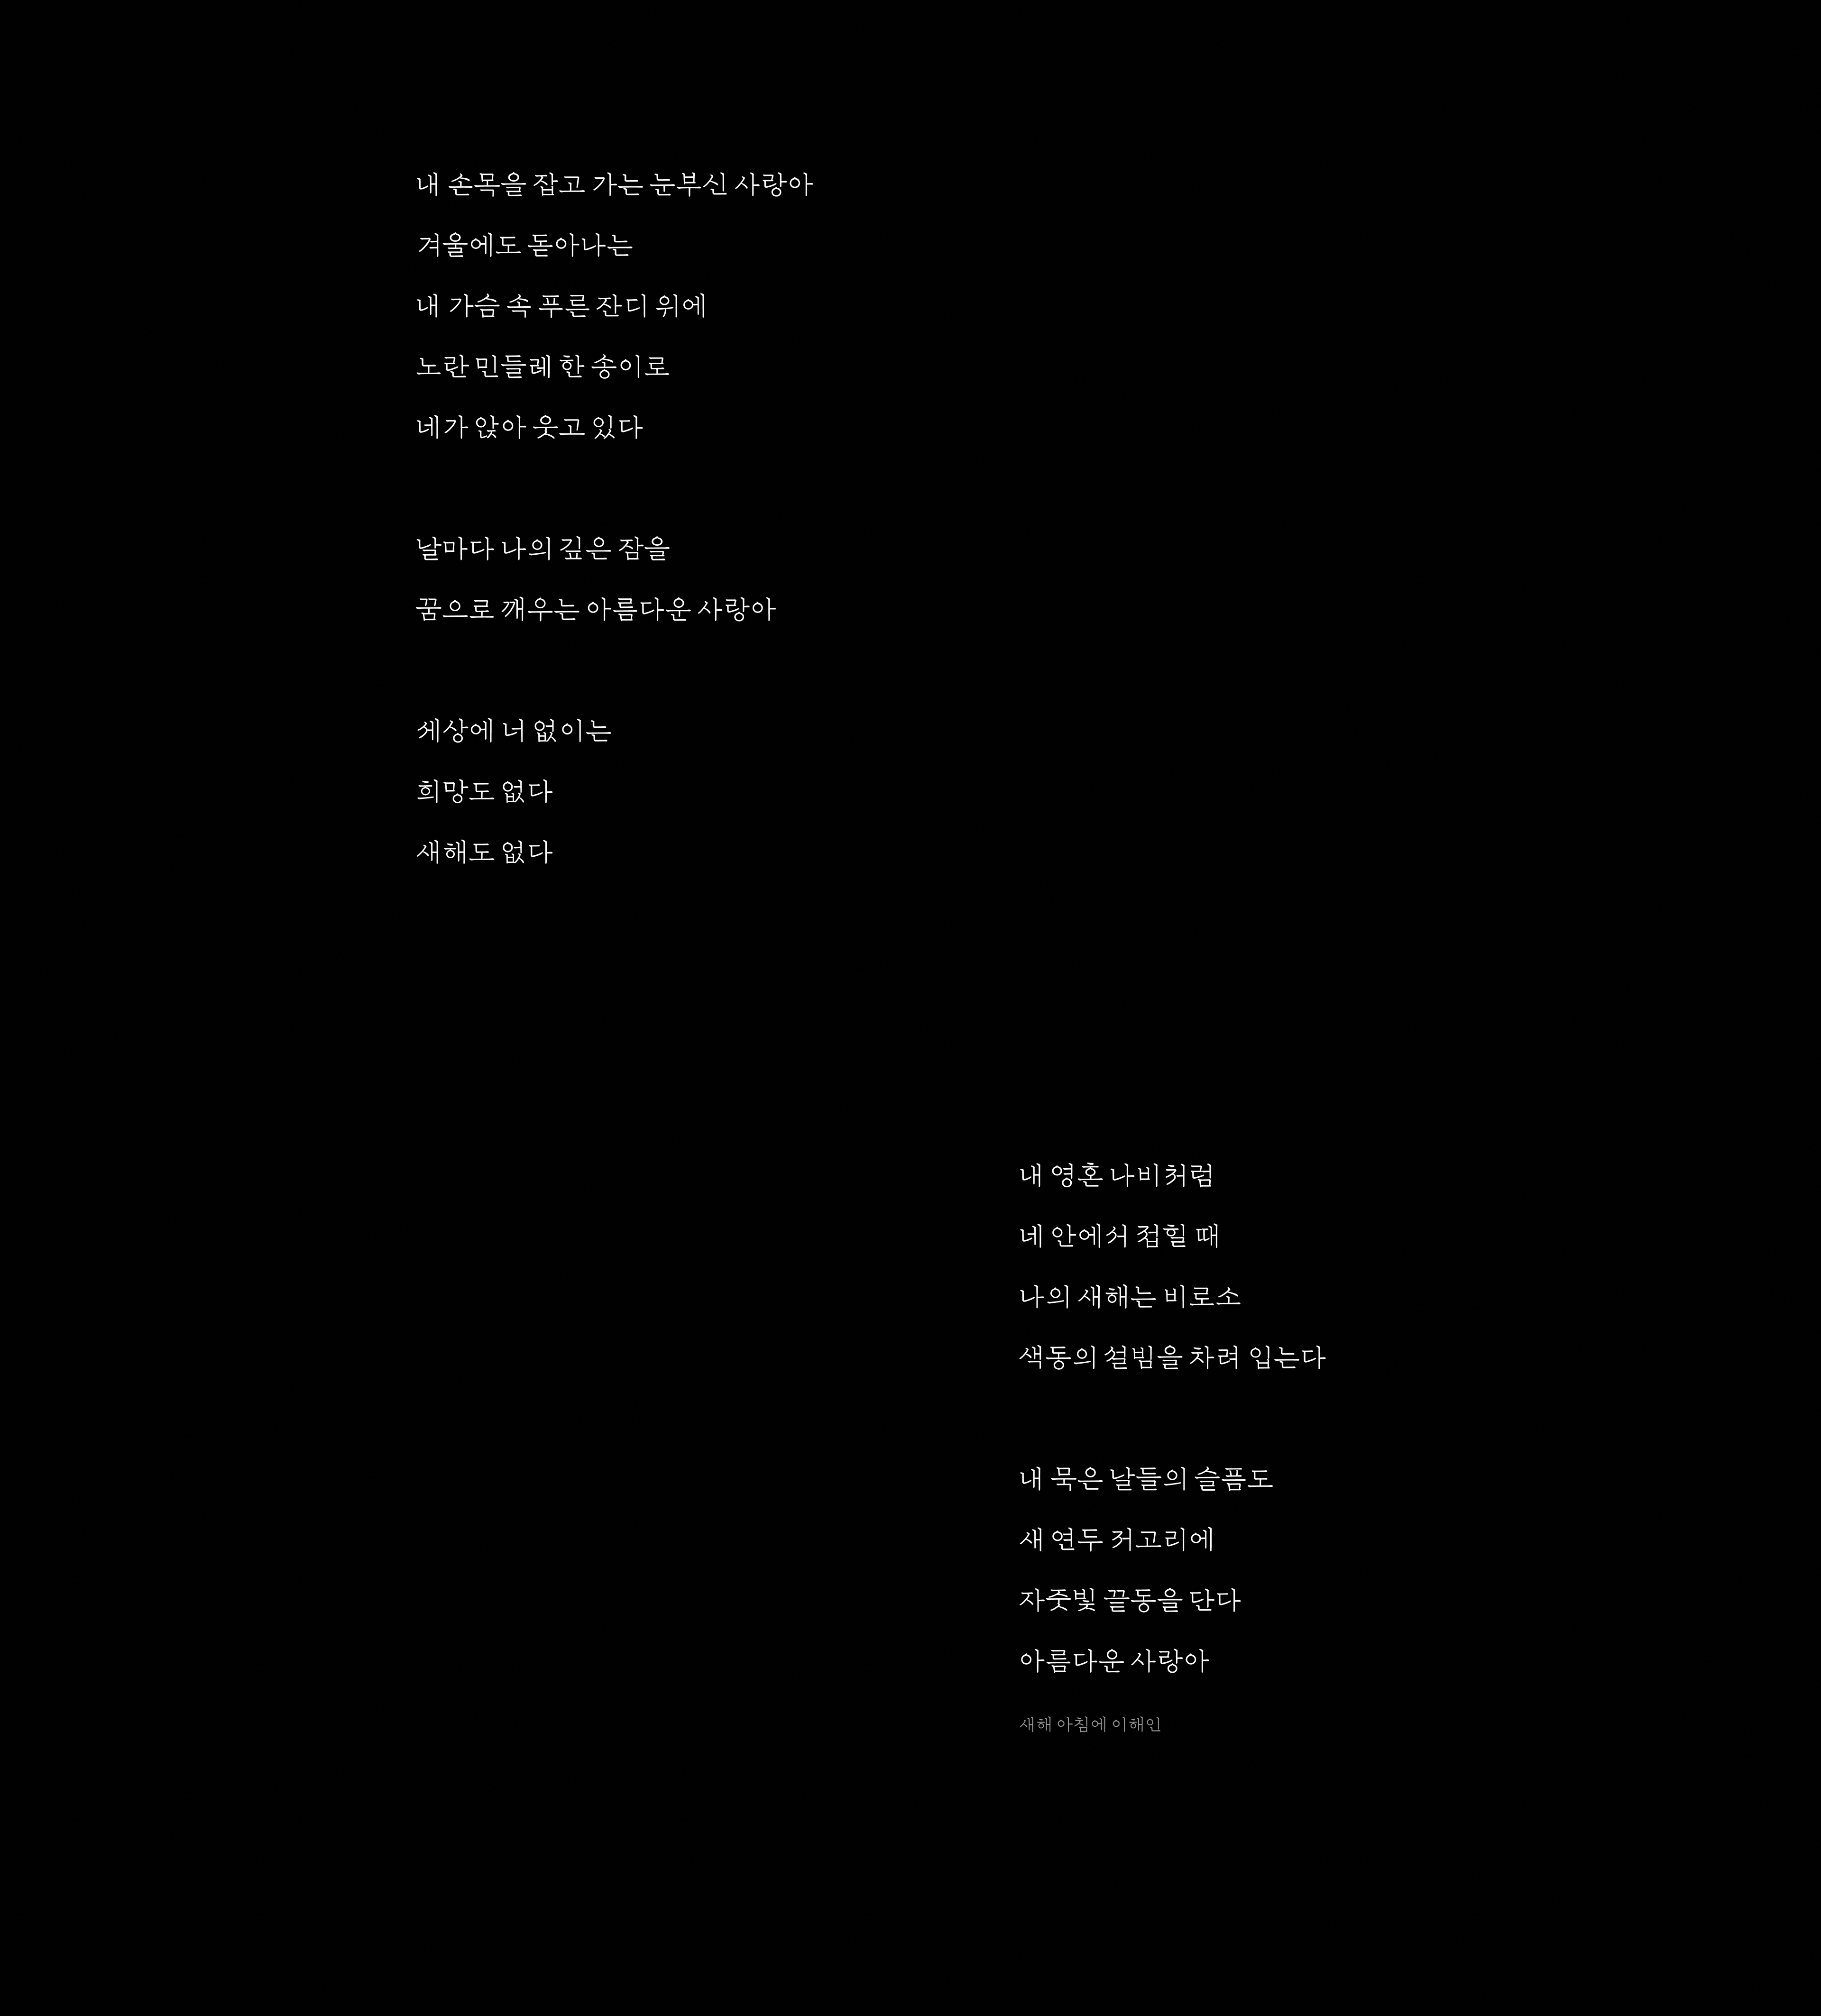 내 손목을 잡고 가는 눈부신 사랑아
겨울에도 돋아나는
내 가슴 속 푸른 잔디 위에
노란 민들레 한 송이로
네가 앉아 웃고 있다
날마다 나의 깊은 잠을
꿈으로 깨우는 아름다운 사랑아
세상에 너 없이는
희망도 없다
새해도 없다
내 영혼 나비처럼
네 안에서 접힐 때
나의 새해는 비로소
색동의 설빔을 차려 입는다
내 묵은 날들의 슬픔도
새 연두 저고리에
자줏빛 끝동을 단다
아름다운 사랑아
새해 아침에 이해인